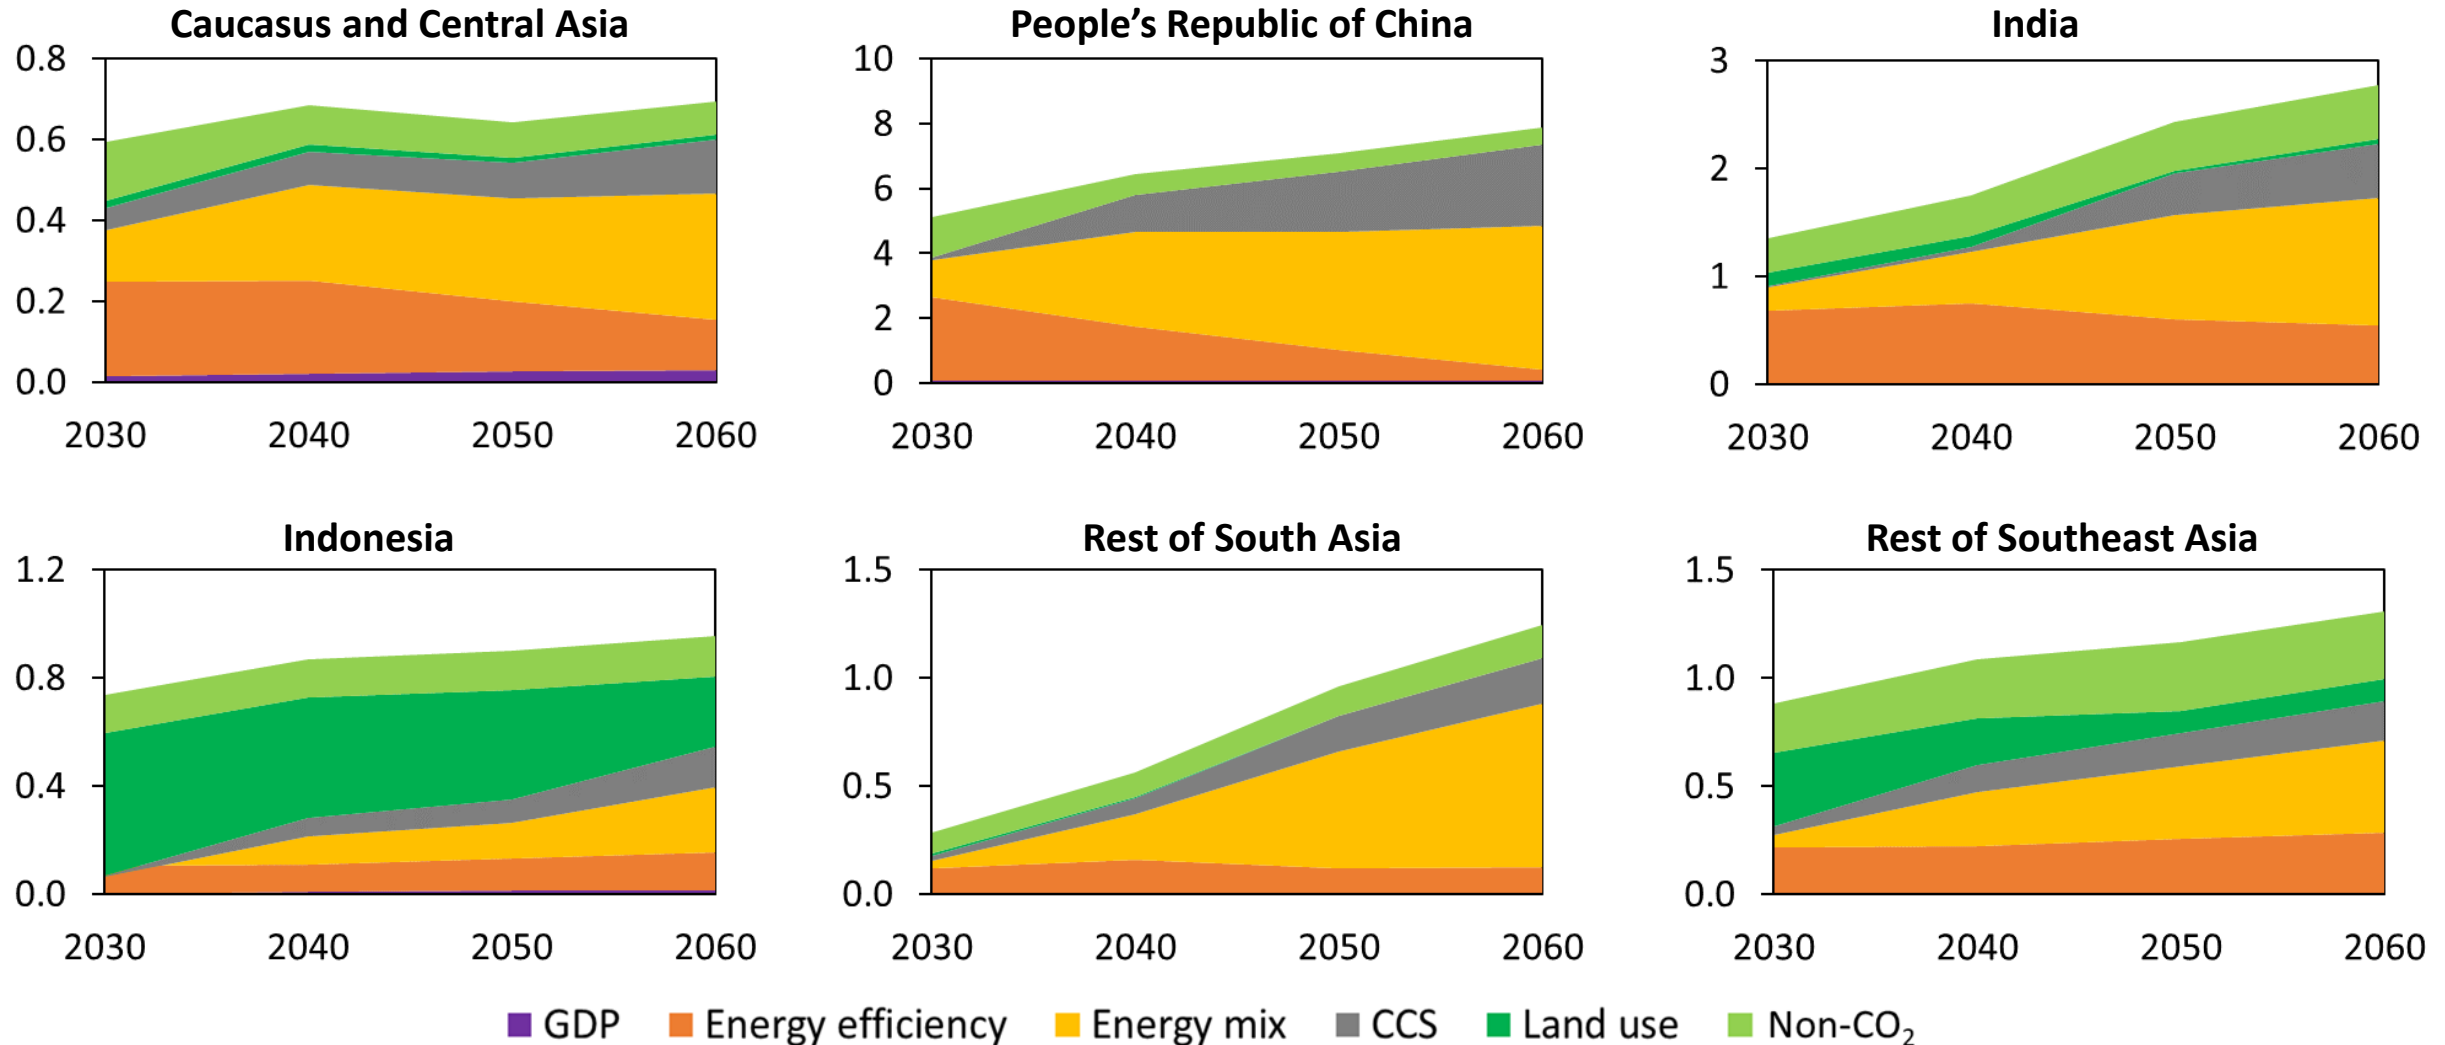 Caucasus and Central Asia
0.8
0.6
0.4
0.2
0.0
2030 2040 2050 2060
People’s Republic of China
10
8
6
4
2
0
2030 2040 2050 2060
India
3
2
1
0
2030 2040 2050 2060
Indonesia
1.2
0.8
0.4
0.0
2030 2040 2050 2060
Rest of South Asia
1.5
1.0
0.5
0.0
2030 2040 2050 2060
Rest of Southeast Asia
1.5
1.0
0.5
0.0
2030 2040 2050 2060
GDP Energy efficiency Energy mix CCS Land use Non-CO₂